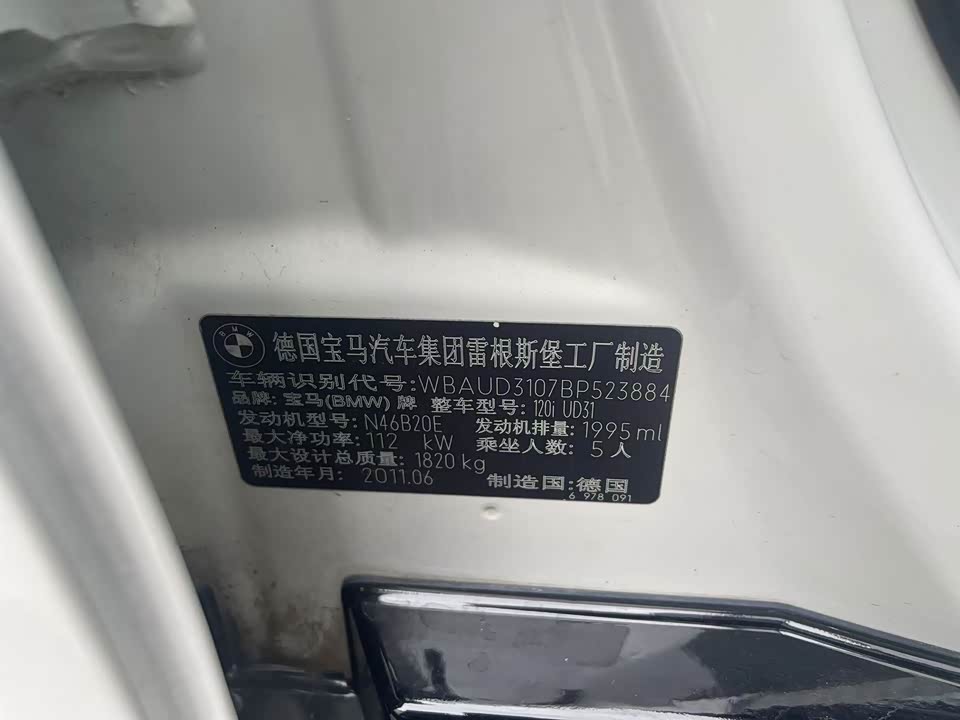 BMW
德国宝马汽车集团雷根斯堡工厂制造
车辆识别代号:WBAUD3107BP523884
品牌: 宝马(BMW) 牌 整车型号: 120i UD31
发动机型号: N46B20E 发动机排量: 1995 ml
最大净功率: 112 kW 乘坐人数: 5 人
最大设计总质量: 1820 kg
制造年月: 2011.06 制造国:德国
6 978 091